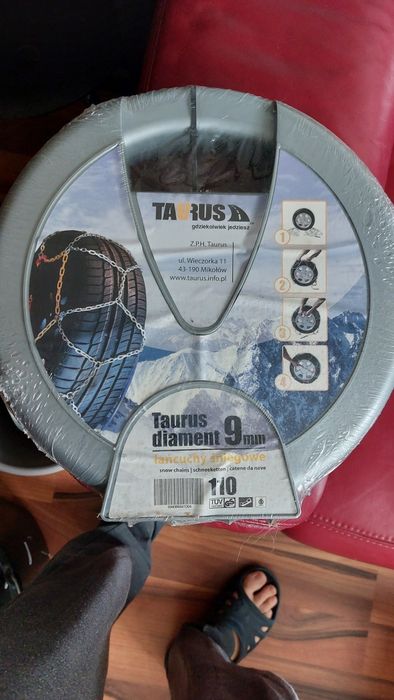 TAURUS
gdziekolwiek jedziesz
Z.P.H. Taurus
ul. Wieczorka 11
43-190 Mikołów
www.taurus.info.pl
1
2
3
4
Taurus
diament 9mm
łańcuchy śniegowe
snow chains | schneeketten | catene da neve
110
TÜV